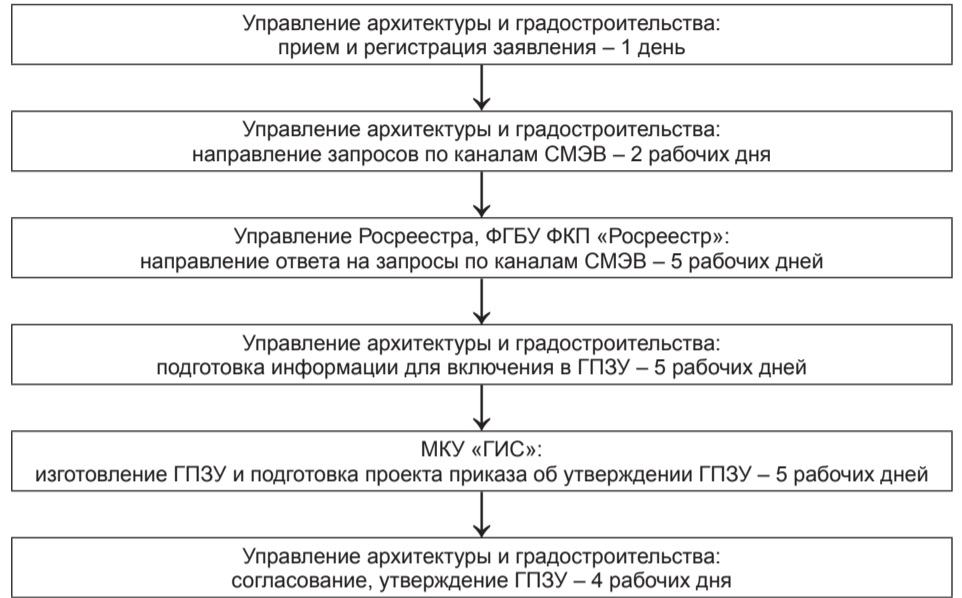 Управление архитектуры и градостроительства:
прием и регистрация заявления – 1 день
Управление архитектуры и градостроительства:
направление запросов по каналам СМЭВ – 2 рабочих дня
Управление Росреестра, ФГБУ ФКП «Росреестр»:
направление ответа на запросы по каналам СМЭВ – 5 рабочих дней
Управление архитектуры и градостроительства:
подготовка информации для включения в ГПЗУ – 5 рабочих дней
МКУ «ГИС»:
изготовление ГПЗУ и подготовка проекта приказа об утверждении ГПЗУ – 5 рабочих дней
Управление архитектуры и градостроительства:
согласование, утверждение ГПЗУ – 4 рабочих дня